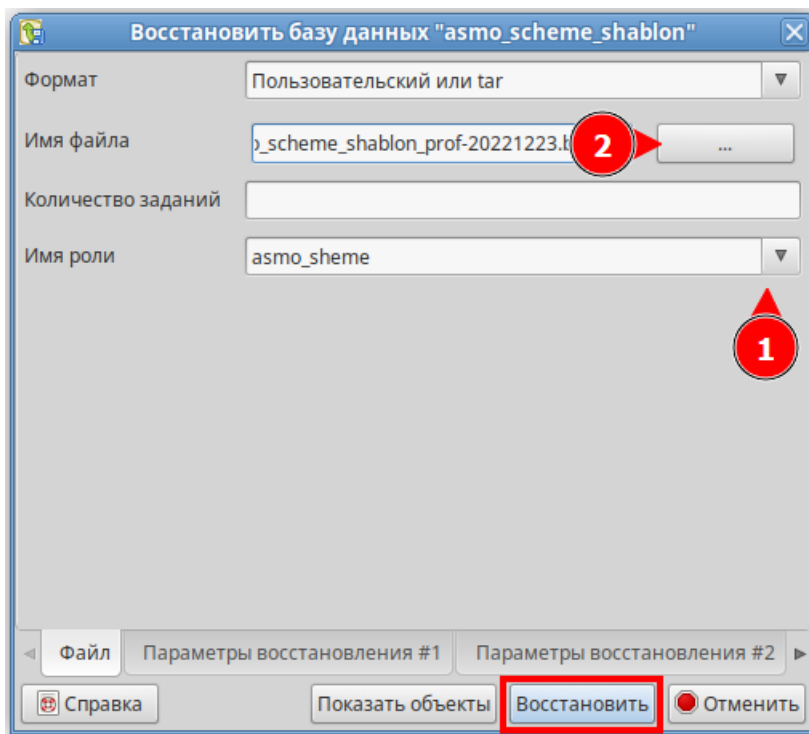 Восстановить базу данных "asmo_scheme_shablon"
Формат
Пользовательский или tar
Имя файла
_scheme_shablon_prof-20221223.
2
...
Количество заданий
Имя роли
asmo_sheme
1
Файл
Параметры восстановления #1
Параметры восстановления #2
Справка
Показать объекты
Восстановить
Отменить